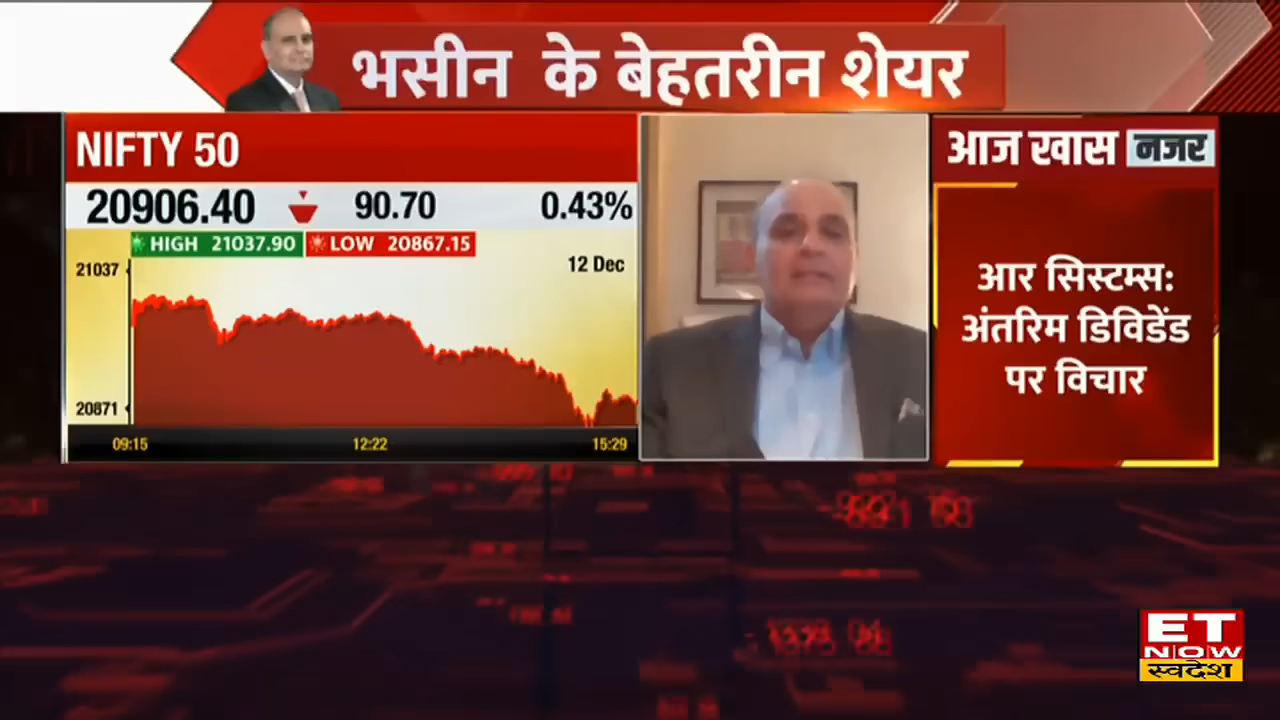 भसीन के बेहतरीन शेयर
NIFTY 50
20906.40 90.70 0.43%
HIGH 21037.90 LOW 20867.15
12 Dec
21037
20871
09:15 12:22 15:29
आज खास नजर
आर सिस्टम्स:
अंतरिम डिविडेंड
पर विचार
ET
NOW
स्वदेश